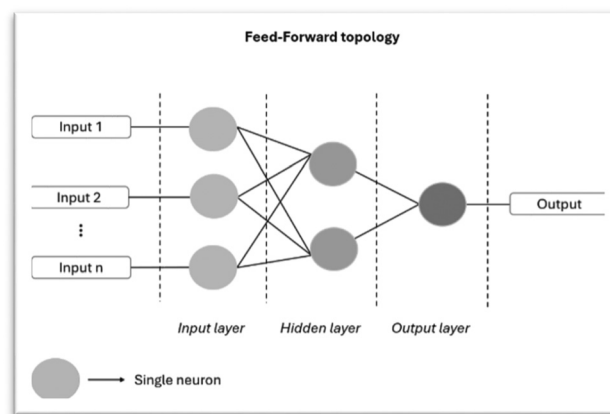 Feed-Forward topology
Input 1
Input 2
Input n
Output
Input layer
Hidden layer
Output layer
Single neuron